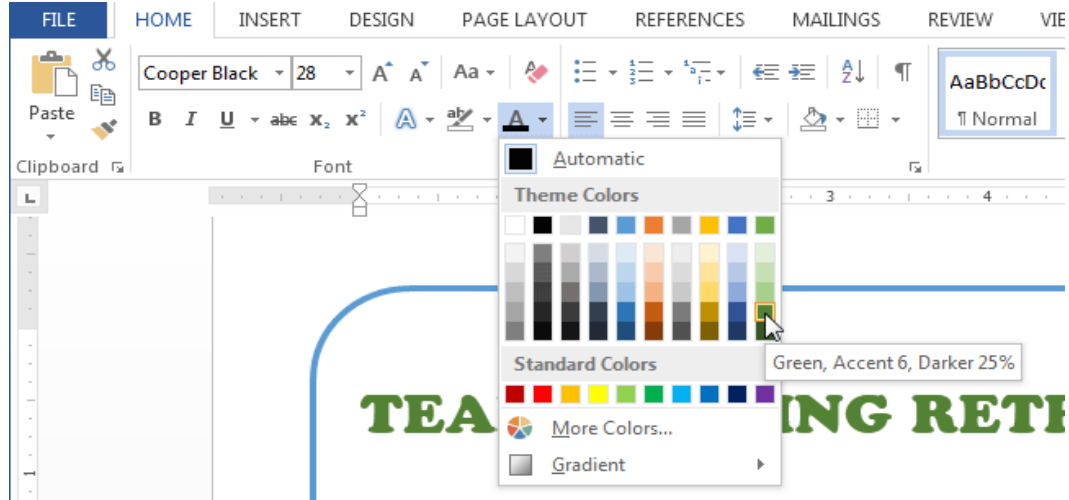 FILE HOME INSERT DESIGN PAGE LAYOUT REFERENCES MAILINGS REVIEW VIE
Cooper Black 28 Aa
AaBbCcDc
Paste B I U abc x₂ x² A aby A ¶ Normal
Clipboard Font
Automatic
Theme Colors
3 4
Green, Accent 6, Darker 25%
Standard Colors
TEA ING RET
More Colors...
Gradient
1